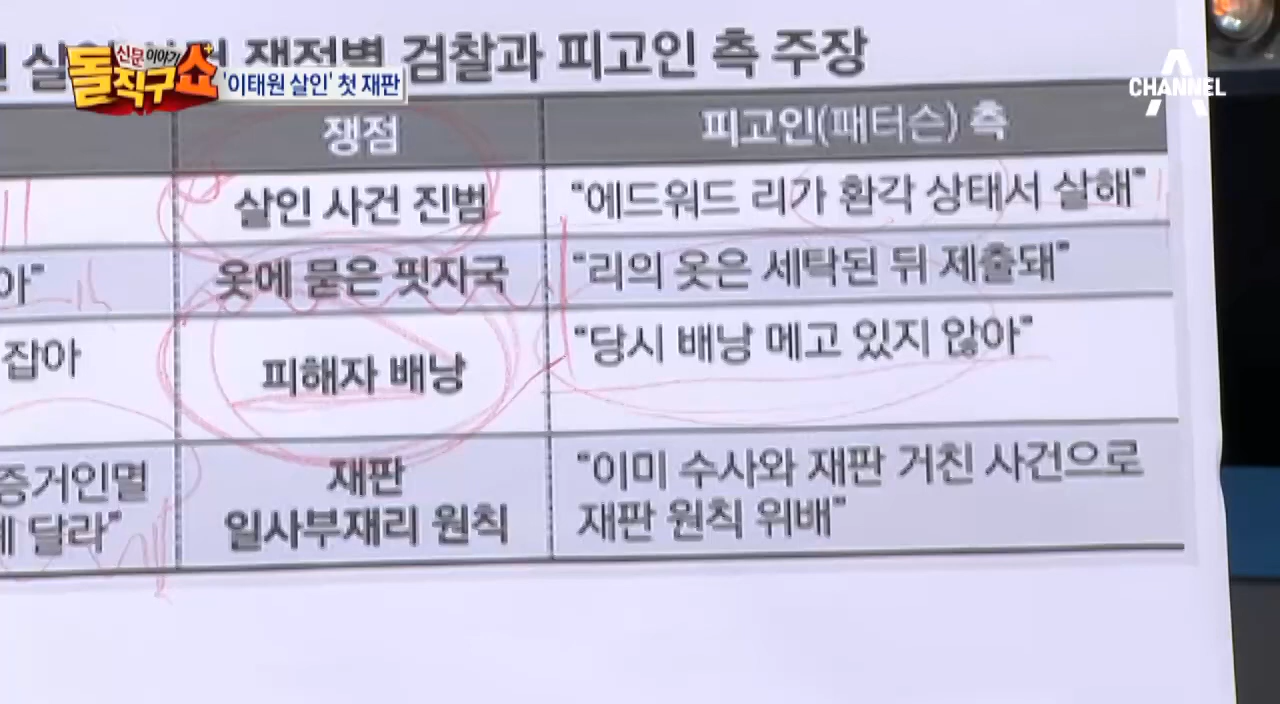 쟁점별 검찰과 피고인 측 주장
신문이야기
돌직구쇼+
'이태원 살인' 첫 재판
CHANNEL A
쟁점
피고인(패터슨) 측
살인 사건 진범
"에드워드 리가 환각 상태서 살해"
아"
옷에 묻은 핏자국
"리의 옷은 세탁된 뒤 제출돼"
잡아
피해자 배낭
"당시 배낭 메고 있지 않아"
증거인멸
달라"
재판
일사부재리 원칙
"이미 수사와 재판 거친 사건으로
재판 원칙 위배"